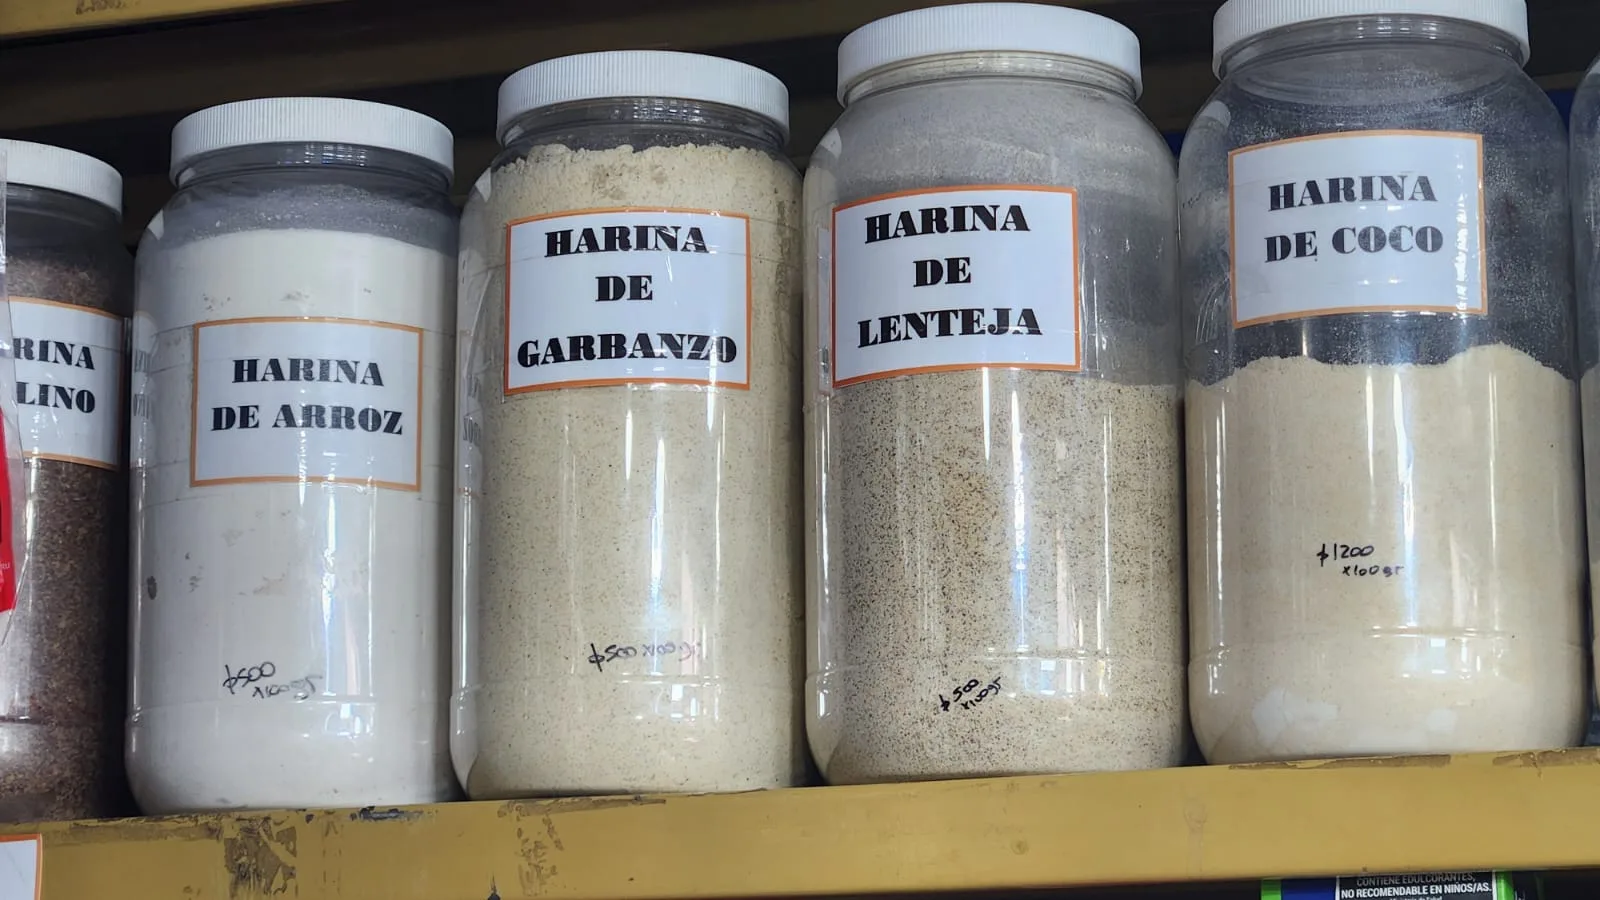 RINA
LINO
HARINA
DE ARROZ
$500
x100gr
HARINA
DE
GARBANZO
$500 x100gr
HARINA
DE
LENTEJA
$500
x100gr
HARINA
DE COCO
$1200
x100gr
CONTIENE EDULCORANTES,
NO RECOMENDABLE EN NIÑOS/AS.